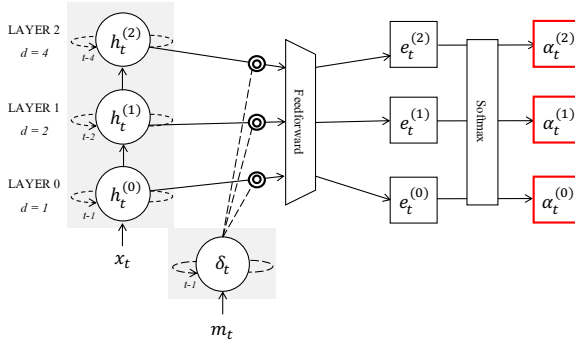 LAYER 2
d = 4
h_t^(2)
t-4
e_t^(2)
α_t^(2)
LAYER 1
d = 2
h_t^(1)
t-2
Feedforward
e_t^(1)
Softmax
α_t^(1)
LAYER 0
d = 1
h_t^(0)
t-1
e_t^(0)
α_t^(0)
x_t
δ_t
t-1
m_t